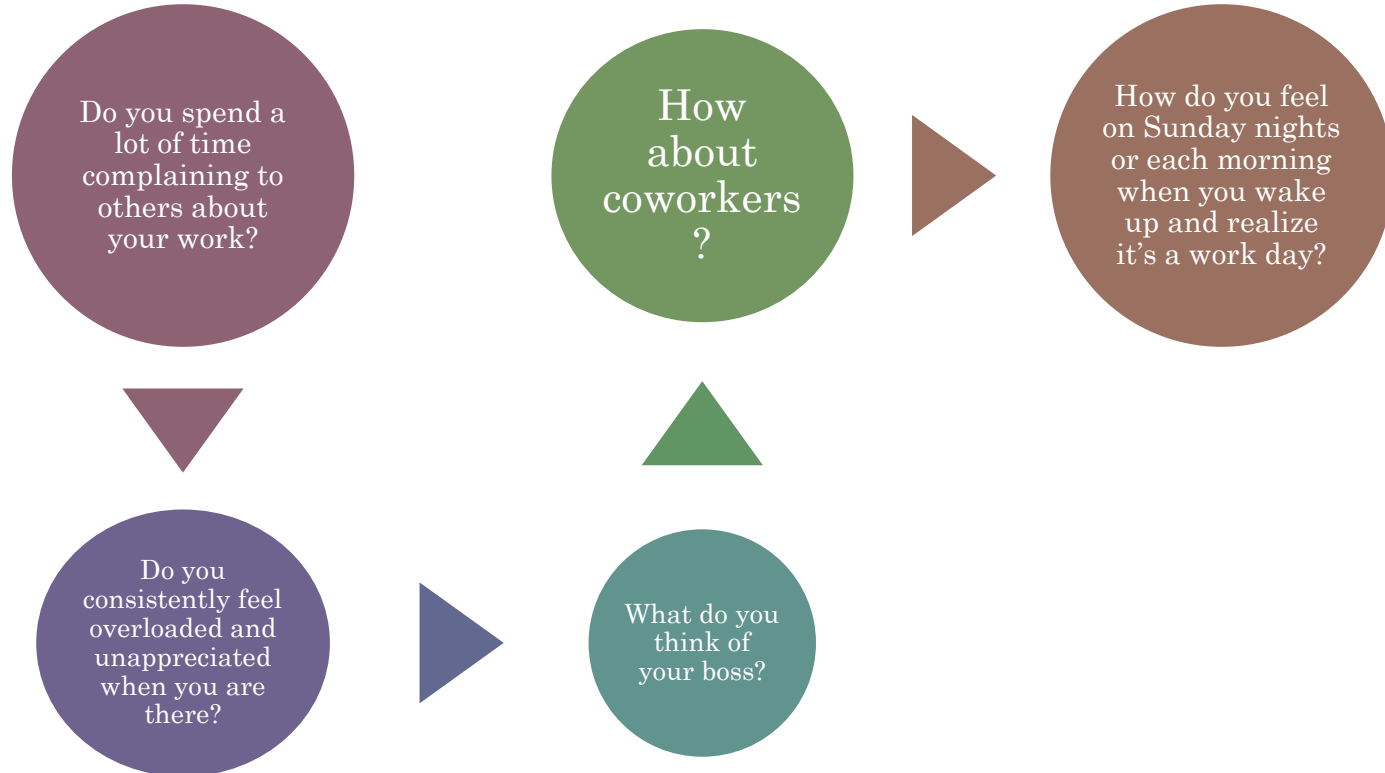 Do you spend a
lot of time
complaining to
others about
your work?
Do you
consistently feel
overloaded and
unappreciated
when you are
there?
What do you
think of
your boss?
How
about
coworkers
?
How do you feel
on Sunday nights
or each morning
when you wake
up and realize
it’s a work day?